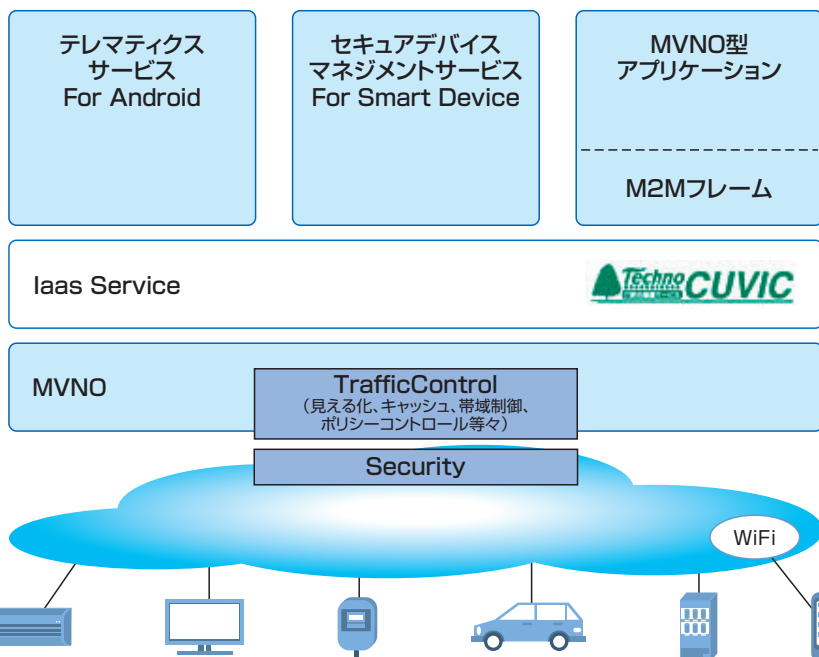 テレマティクス
サービス
For Android
セキュアデバイス
マネジメントサービス
For Smart Device
MVNO型
アプリケーション
M2Mフレーム
Iaas Service
Techno CUVIC
MVNO
TrafficControl
（見える化、キャッシュ、帯域制御、
ポリシーコントロール等々）
Security
WiFi